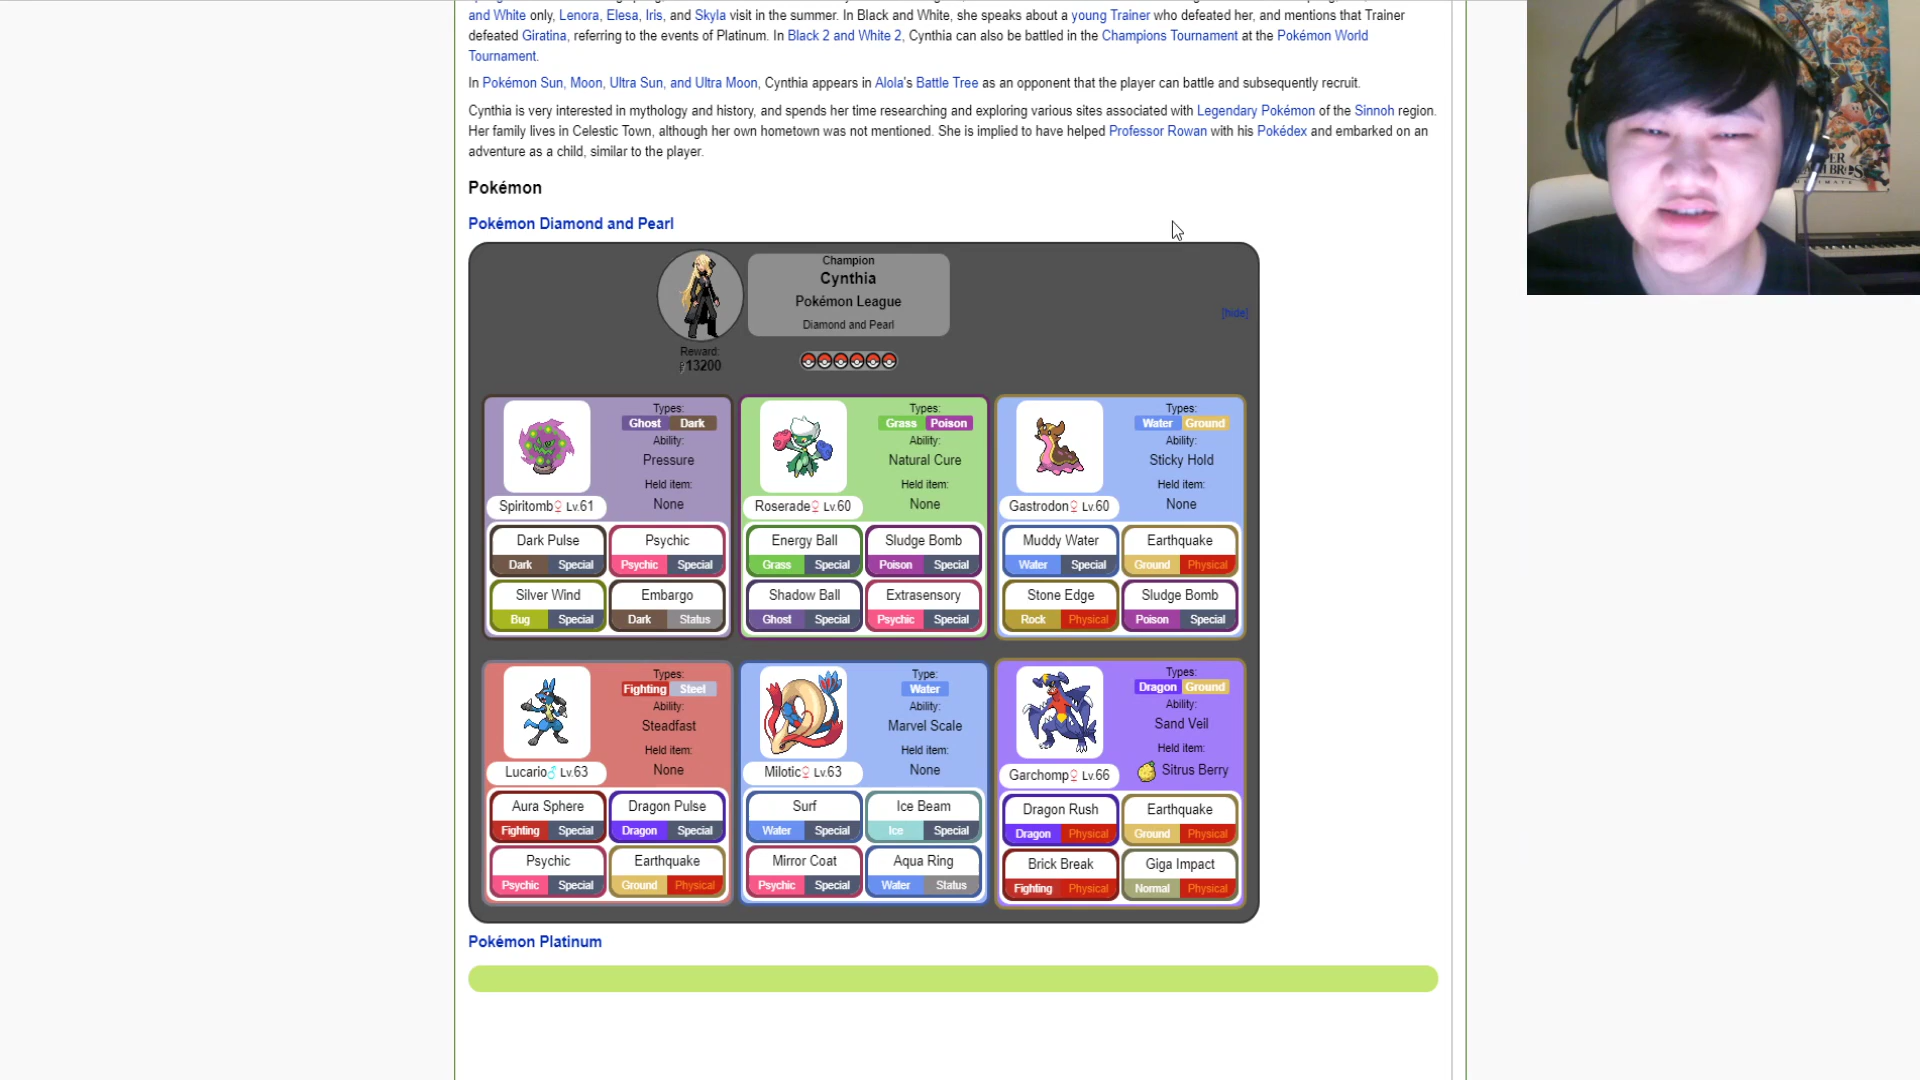 and White only, Lenora, Elesa, Iris, and Skyla visit in the summer. In Black and White, she speaks about a young Trainer who defeated her, and mentions that Trainer
defeated Giratina, referring to the events of Platinum. In Black 2 and White 2, Cynthia can also be battled in the Champions Tournament at the Pokémon World
Tournament.
In Pokémon Sun, Moon, Ultra Sun, and Ultra Moon, Cynthia appears in Alola's Battle Tree as an opponent that the player can battle and subsequently recruit.
Cynthia is very interested in mythology and history, and spends her time researching and exploring various sites associated with Legendary Pokémon of the Sinnoh region.
Her family lives in Celestic Town, although her own hometown was not mentioned. She is implied to have helped Professor Rowan with his Pokédex and embarked on an
adventure as a child, similar to the player.
Pokémon
Pokémon Diamond and Pearl
Champion
Cynthia
Pokémon League
Diamond and Pearl
[hide]
Reward:
13200
Types:
Ghost Dark
Ability:
Pressure
Held item:
None
Spiritomb♀ Lv.61
Dark Pulse
Dark Special
Psychic
Psychic Special
Silver Wind
Bug Special
Embargo
Dark Status
Types:
Grass Poison
Ability:
Natural Cure
Held item:
None
Roserade♀ Lv.60
Energy Ball
Grass Special
Sludge Bomb
Poison Special
Shadow Ball
Ghost Special
Extrasensory
Psychic Special
Types:
Water Ground
Ability:
Sticky Hold
Held item:
None
Gastrodon♀ Lv.60
Muddy Water
Water Special
Earthquake
Ground Physical
Stone Edge
Rock Physical
Sludge Bomb
Poison Special
Types:
Fighting Steel
Ability:
Steadfast
Held item:
None
Lucario♂ Lv.63
Aura Sphere
Fighting Special
Dragon Pulse
Dragon Special
Psychic
Psychic Special
Earthquake
Ground Physical
Type:
Water
Ability:
Marvel Scale
Held item:
None
Milotic♀ Lv.63
Surf
Water Special
Ice Beam
Ice Special
Mirror Coat
Psychic Special
Aqua Ring
Water Status
Types:
Dragon Ground
Ability:
Sand Veil
Held item:
Sitrus Berry
Garchomp♀ Lv.66
Dragon Rush
Dragon Physical
Earthquake
Ground Physical
Brick Break
Fighting Physical
Giga Impact
Normal Physical
Pokémon Platinum